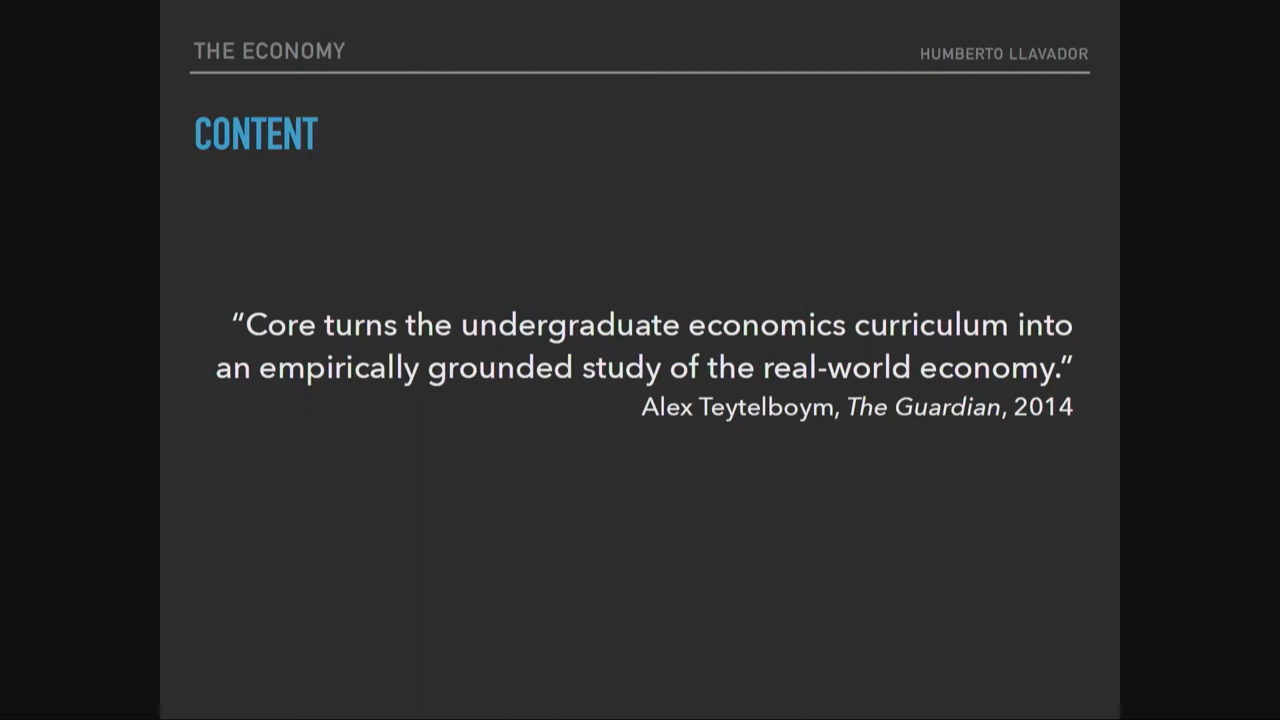 THE ECONOMY
HUMBERTO LLAVADOR
CONTENT
“Core turns the undergraduate economics curriculum into
an empirically grounded study of the real-world economy.”
Alex Teytelboym, The Guardian, 2014